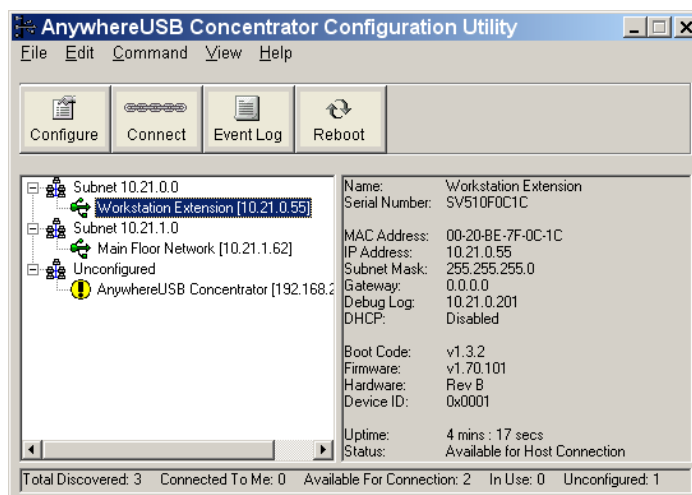 AnywhereUSB Concentrator Configuration Utility
File Edit Command View Help
Configure Connect Event Log Reboot
Subnet 10.21.0.0
Workstation Extension [10.21.0.55]
Subnet 10.21.1.0
Main Floor Network [10.21.1.62]
Unconfigured
AnywhereUSB Concentrator [192.168.2
Name: Workstation Extension
Serial Number: SV510F0C1C
MAC Address: 00-20-BE-7F-0C-1C
IP Address: 10.21.0.55
Subnet Mask: 255.255.255.0
Gateway: 0.0.0.0
Debug Log: 10.21.0.201
DHCP: Disabled
Boot Code: v1.3.2
Firmware: v1.70.101
Hardware: Rev B
Device ID: 0x0001
Uptime: 4 mins : 17 secs
Status: Available for Host Connection
Total Discovered: 3 Connected To Me: 0 Available For Connection: 2 In Use: 0 Unconfigured: 1